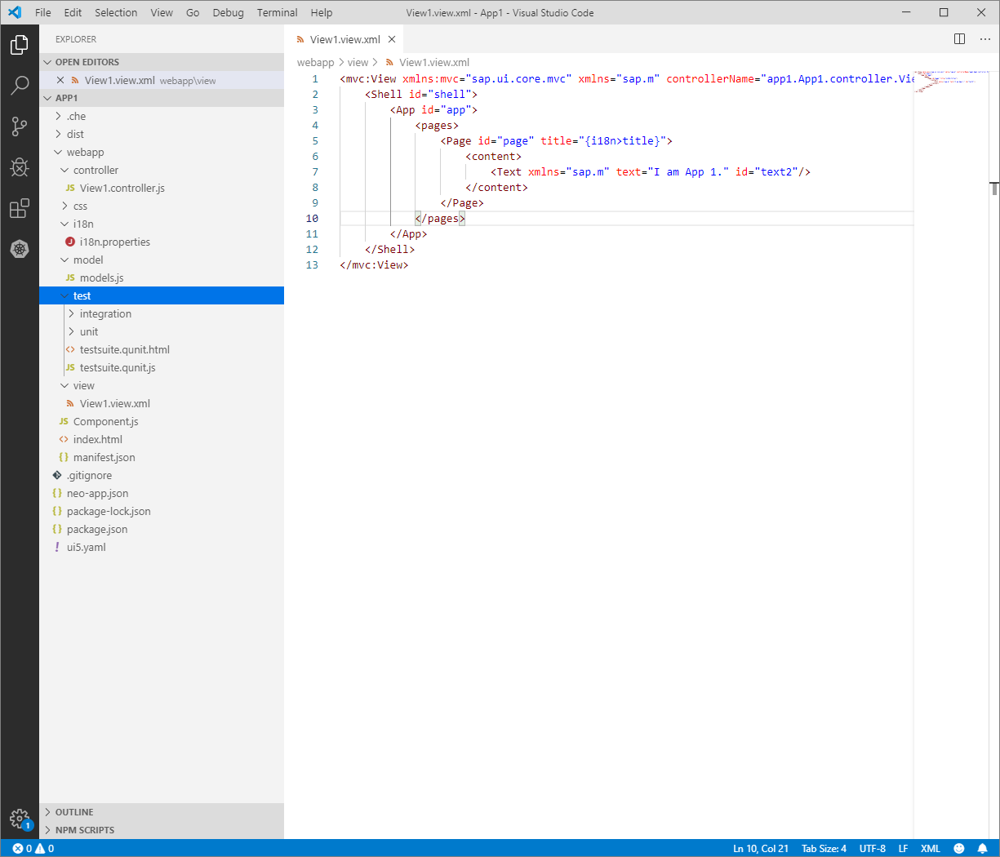 File Edit Selection View Go Debug Terminal Help View1.view.xml - App1 - Visual Studio Code
EXPLORER
OPEN EDITORS
View1.view.xml webapp\view
APP1
.che
dist
webapp
controller
JS View1.controller.js
css
i18n
J i18n.properties
model
JS models.js
test
integration
unit
<> testsuite.qunit.html
JS testsuite.qunit.js
view
View1.view.xml
JS Component.js
<> index.html
{} manifest.json
.gitignore
{} neo-app.json
{} package-lock.json
{} package.json
! ui5.yaml
OUTLINE
NPM SCRIPTS
1
View1.view.xml
webapp > view > View1.view.xml
1 <mvc:View xmlns:mvc="sap.ui.core.mvc" xmlns="sap.m" controllerName="app1.App1.controller.Vie
2 <Shell id="shell">
3 <App id="app">
4 <pages>
5 <Page id="page" title="{i18n>title}">
6 <content>
7 <Text xmlns="sap.m" text="I am App 1." id="text2"/>
8 </content>
9 </Page>
10 </pages>
11 </App>
12 </Shell>
13 </mvc:View>
0 0 Ln 10, Col 21 Tab Size: 4 UTF-8 LF XML